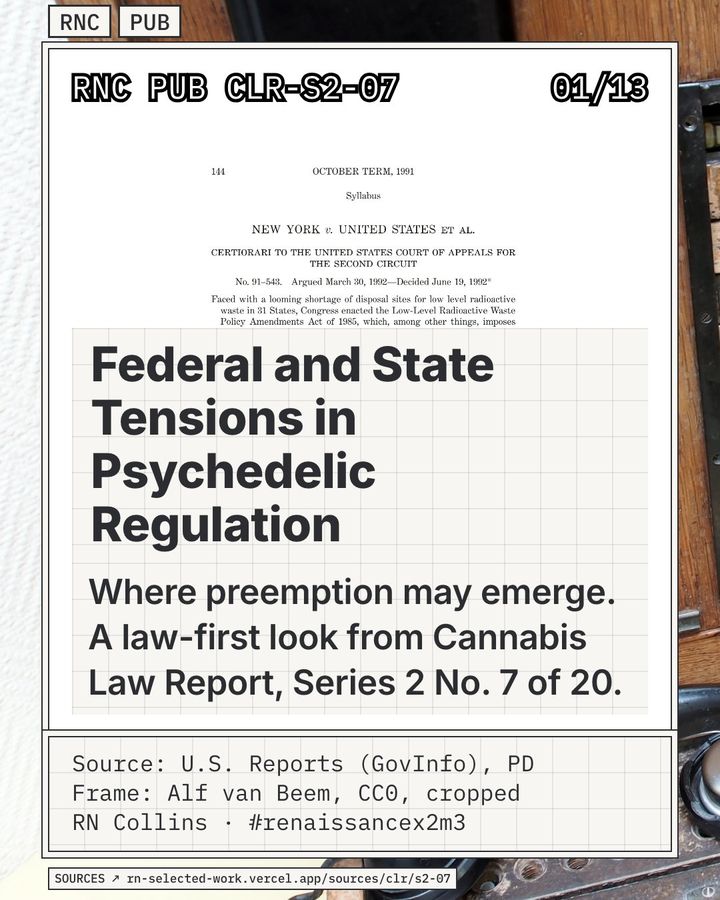 RNC PUB
RNC PUB CLR-S2-07 01/13
144 OCTOBER TERM, 1991
Syllabus
NEW YORK v. UNITED STATES ET AL.
CERTIORARI TO THE UNITED STATES COURT OF APPEALS FOR
THE SECOND CIRCUIT
No. 91–543. Argued March 30, 1992—Decided June 19, 1992*
Faced with a looming shortage of disposal sites for low level radioactive
waste in 31 States, Congress enacted the Low-Level Radioactive Waste
Policy Amendments Act of 1985, which, among other things, imposes
Federal and State
Tensions in
Psychedelic
Regulation
Where preemption may emerge.
A law-first look from Cannabis
Law Report, Series 2 No. 7 of 20.
Source: U.S. Reports (GovInfo), PD
Frame: Alf van Beem, CC0, cropped
RN Collins · #renaissancex2m3
SOURCES ↗ rn-selected-work.vercel.app/sources/clr/s2-07